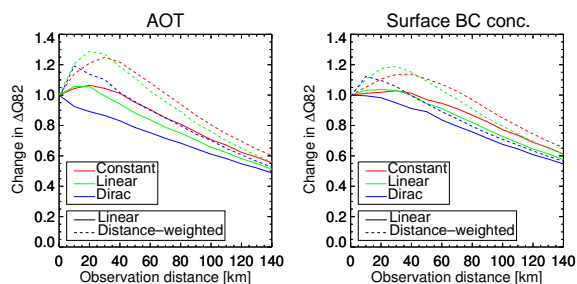 AOT
Change in ΔQ82
1.4
1.2
1.0
0.8
0.6
0.4
0.2
0.0
Constant
Linear
Dirac
Linear
Distance-weighted
0 20 40 60 80 100 120 140
Observation distance [km]
Surface BC conc.
Change in ΔQ82
1.4
1.2
1.0
0.8
0.6
0.4
0.2
0.0
Constant
Linear
Dirac
Linear
Distance-weighted
0 20 40 60 80 100 120 140
Observation distance [km]